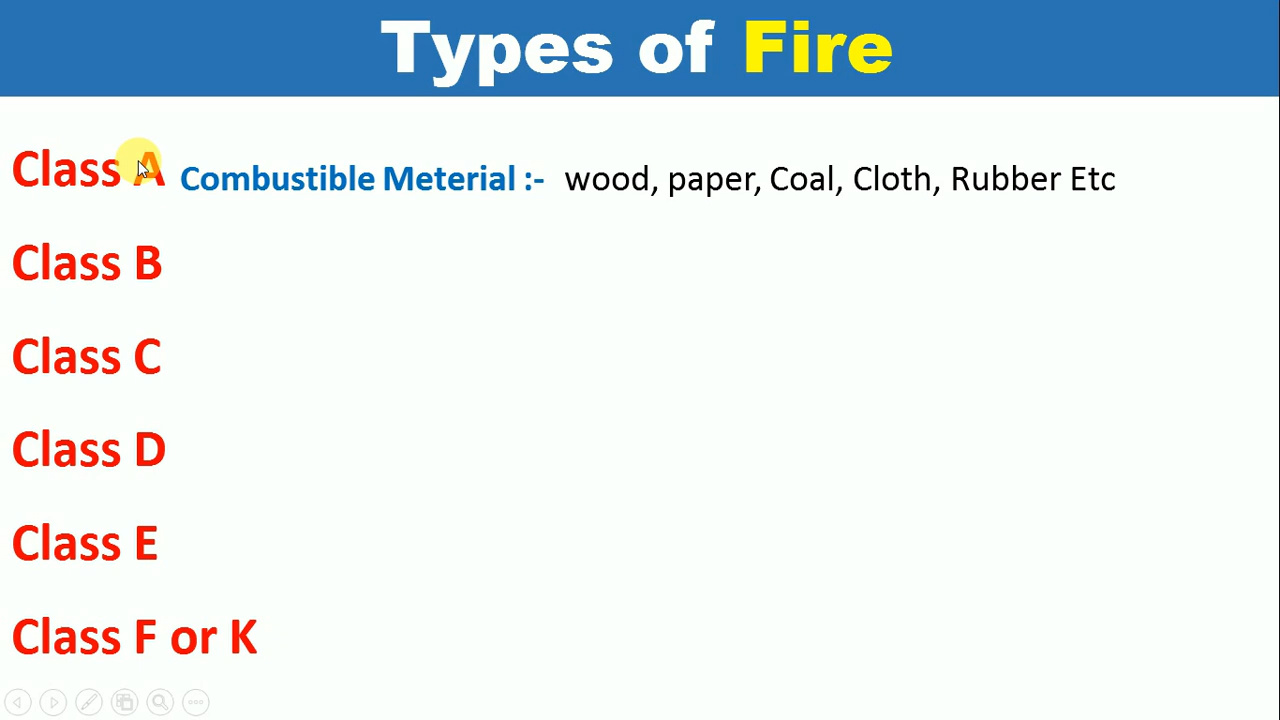 Types of Fire
Class A Combustible Meterial :- wood, paper, Coal, Cloth, Rubber Etc
Class B
Class C
Class D
Class E
Class F or K